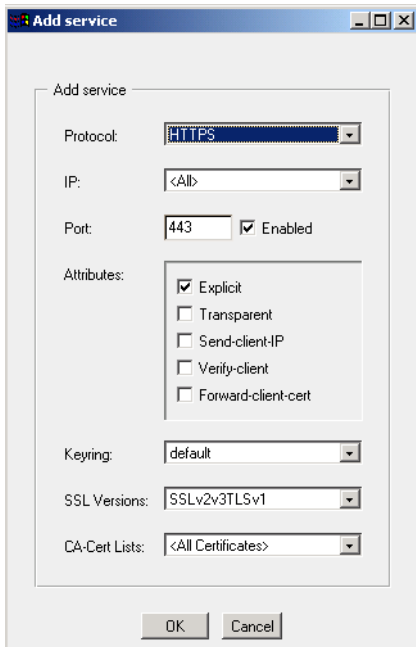 Add service
Add service
Protocol: HTTPS
IP: <All>
Port: 443 Enabled
Attributes:
Explicit
Transparent
Send-client-IP
Verify-client
Forward-client-cert
Keyring: default
SSL Versions: SSLv2v3TLSv1
CA-Cert Lists: <All Certificates>
OK Cancel